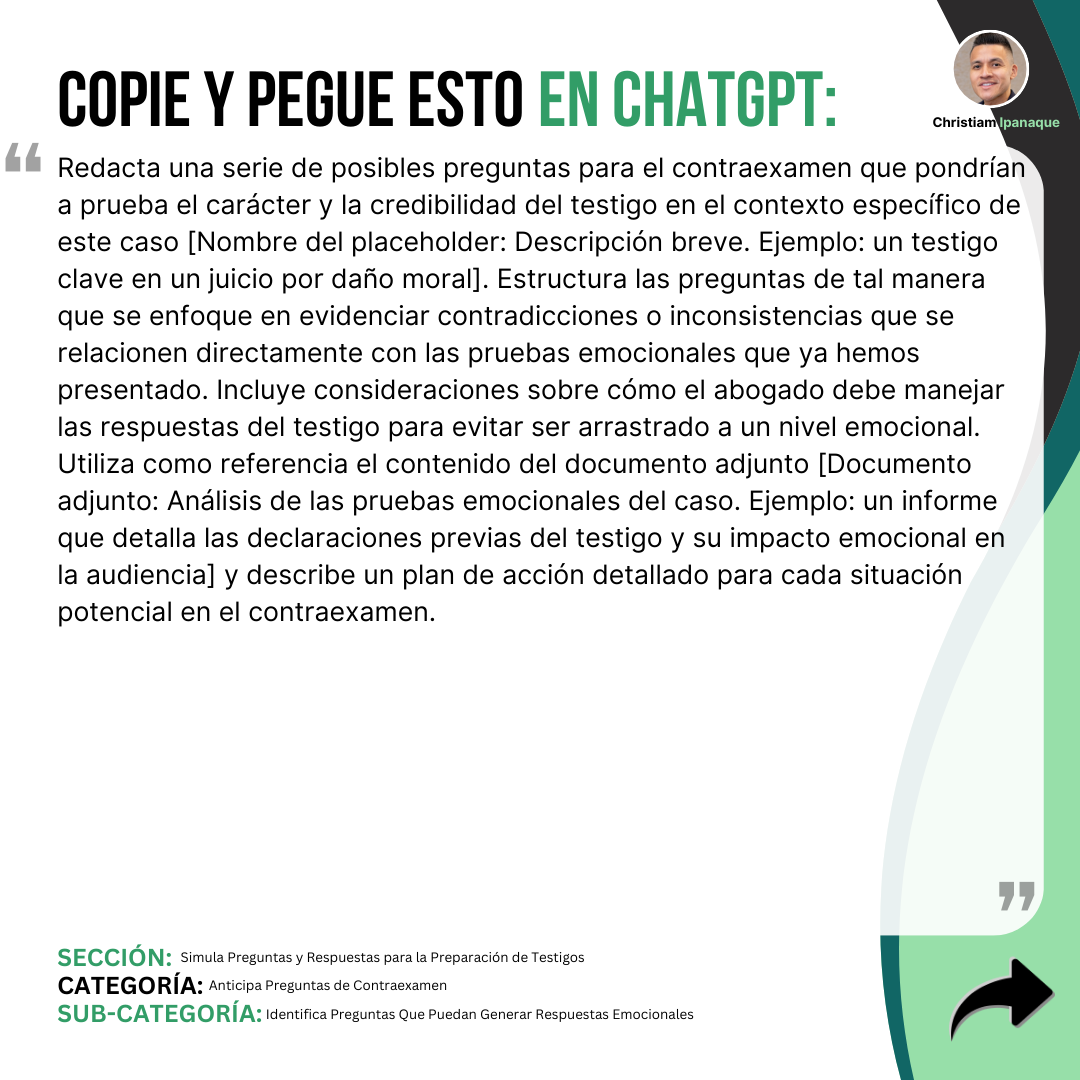 COPIE Y PEGUE ESTO EN CHATGPT:
Christiam Ipanaque
“
Redacta una serie de posibles preguntas para el contraexamen que pondrían
a prueba el carácter y la credibilidad del testigo en el contexto específico de
este caso [Nombre del placeholder: Descripción breve. Ejemplo: un testigo
clave en un juicio por daño moral]. Estructura las preguntas de tal manera
que se enfoque en evidenciar contradicciones o inconsistencias que se
relacionen directamente con las pruebas emocionales que ya hemos
presentado. Incluye consideraciones sobre cómo el abogado debe manejar
las respuestas del testigo para evitar ser arrastrado a un nivel emocional.
Utiliza como referencia el contenido del documento adjunto [Documento
adjunto: Análisis de las pruebas emocionales del caso. Ejemplo: un informe
que detalla las declaraciones previas del testigo y su impacto emocional en
la audiencia] y describe un plan de acción detallado para cada situación
potencial en el contraexamen.
”
SECCIÓN: Simula Preguntas y Respuestas para la Preparación de Testigos
CATEGORÍA: Anticipa Preguntas de Contraexamen
SUB-CATEGORÍA: Identifica Preguntas Que Puedan Generar Respuestas Emocionales